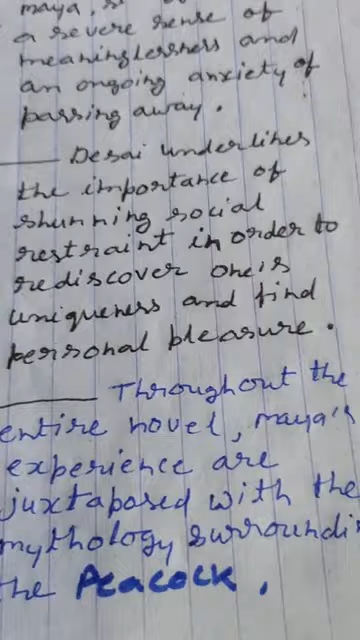 maya,
a severe sense of
meaninglessness and
an ongoing anxiety of
passing away.
Desai underlines
the importance of
shunning social
restraint in order to
rediscover one's
uniqueness and find
personal pleasure.
Throughout the
entire novel, maya's
experience are
juxtaposed with the
mythology surroundi
the Peacock.